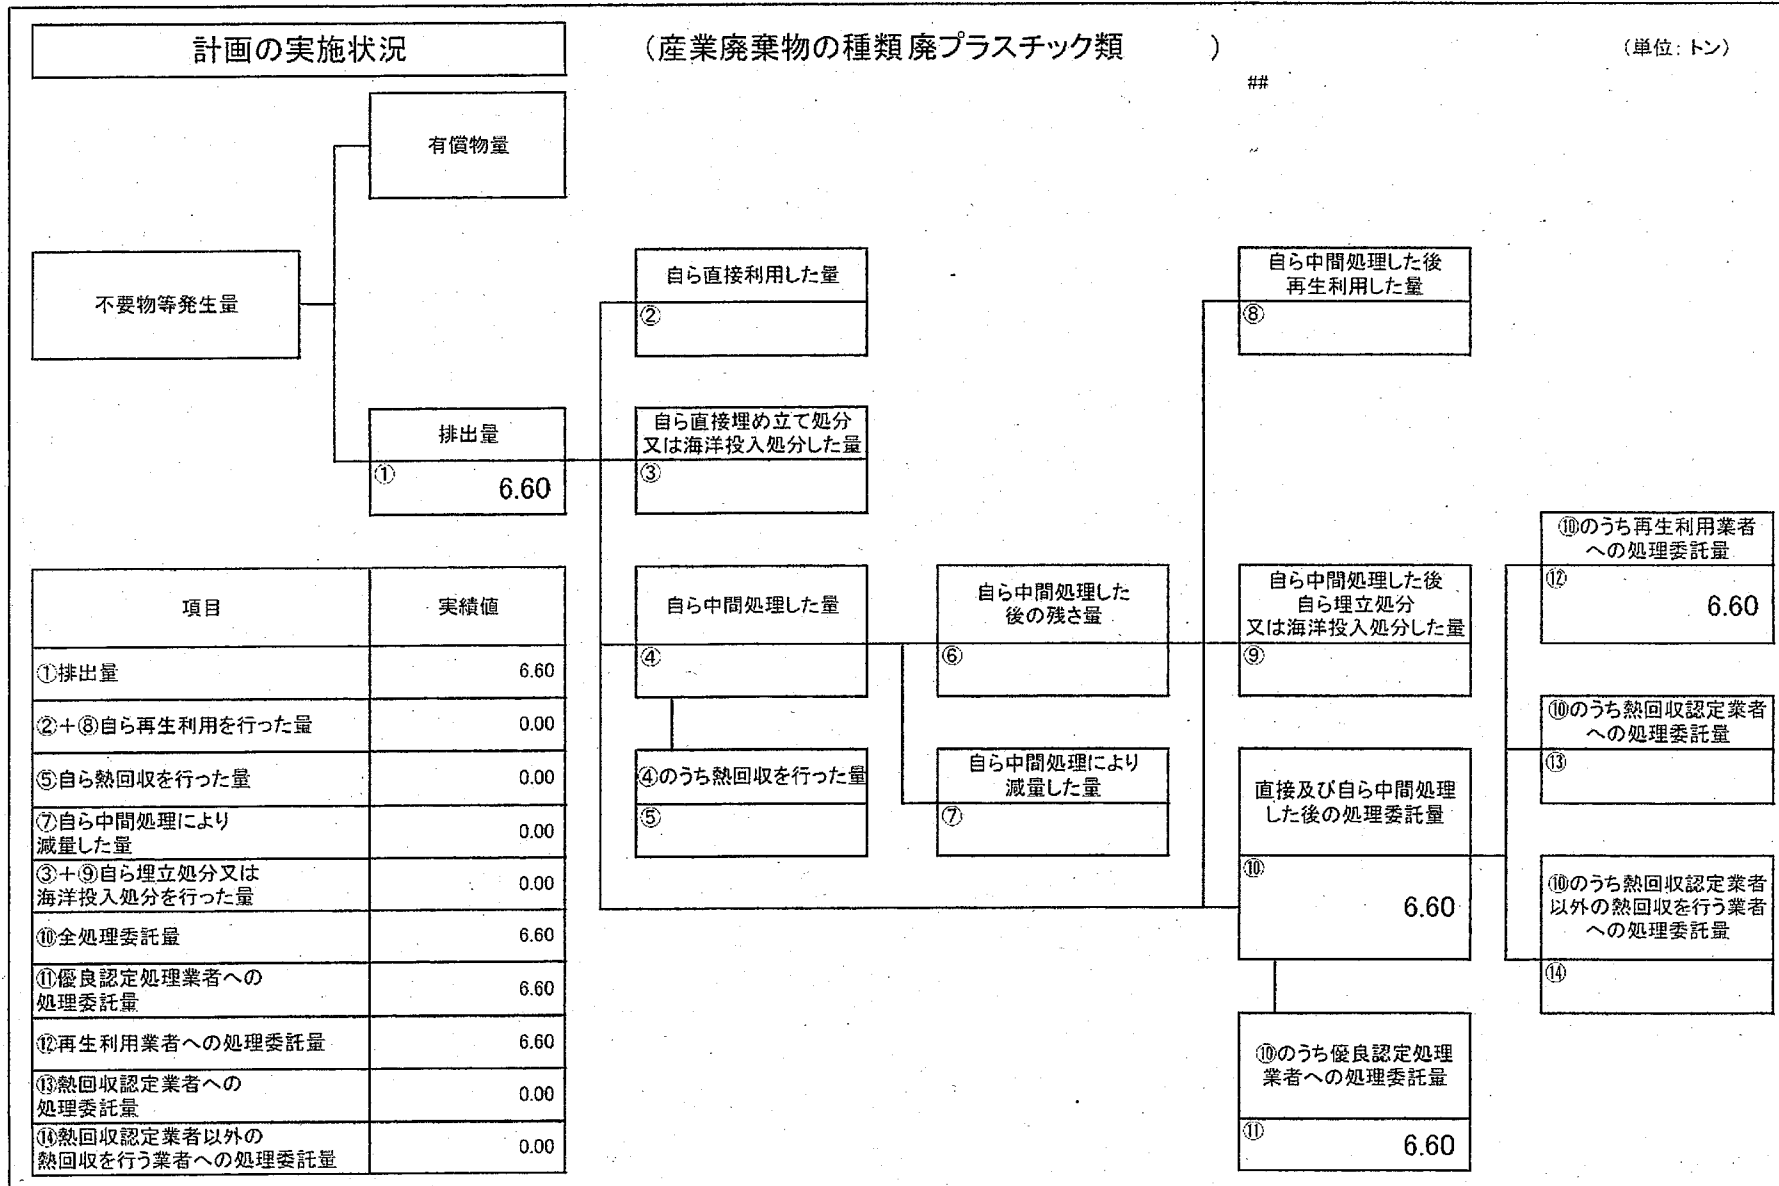 計画の実施状況
（産業廃棄物の種類 廃プラスチック類　　　）
（単位：トン）
##
有償物量
不要物等発生量
自ら直接利用した量
②
自ら中間処理した後
再生利用した量
⑧
排出量
①
6.60
自ら直接埋め立て処分
又は海洋投入処分した量
③
⑩のうち再生利用業者
への処理委託量
⑫
6.60
自ら中間処理した量
④
自ら中間処理した
後の残さ量
⑥
自ら中間処理した後
自ら埋立処分
又は海洋投入処分した量
⑨
⑩のうち熱回収認定業者
への処理委託量
⑬
④のうち熱回収を行った量
⑤
自ら中間処理により
減量した量
⑦
直接及び自ら中間処理
した後の処理委託量
⑩
6.60
⑩のうち熱回収認定業者
以外の熱回収を行う業者
への処理委託量
⑭
⑩のうち優良認定処理
業者への処理委託量
⑪
6.60
項目 実績値
①排出量 6.60
②＋⑧自ら再生利用を行った量 0.00
⑤自ら熱回収を行った量 0.00
⑦自ら中間処理により
減量した量 0.00
③＋⑨自ら埋立処分又は
海洋投入処分を行った量 0.00
⑩全処理委託量 6.60
⑪優良認定処理業者への
処理委託量 6.60
⑫再生利用業者への処理委託量 6.60
⑬熱回収認定業者への
処理委託量 0.00
⑭熱回収認定業者以外の
熱回収を行う業者への処理委託量 0.00